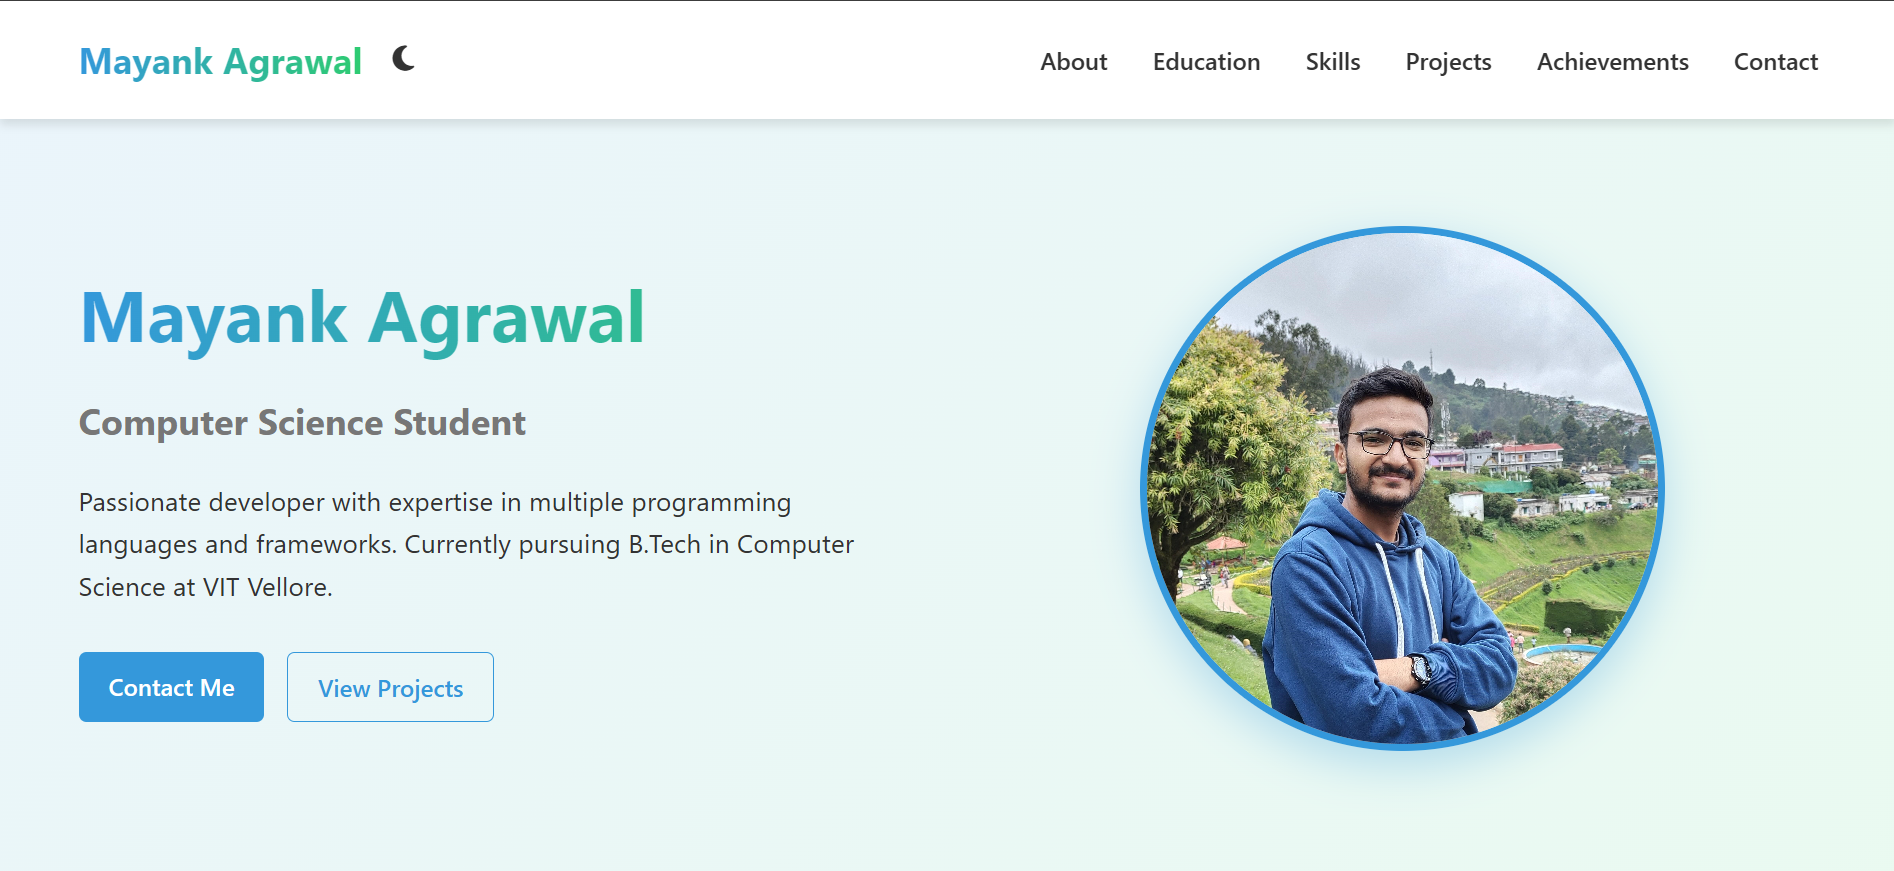 Mayank Agrawal
About Education Skills Projects Achievements Contact
Mayank Agrawal
Computer Science Student
Passionate developer with expertise in multiple programming
languages and frameworks. Currently pursuing B.Tech in Computer
Science at VIT Vellore.
Contact Me
View Projects